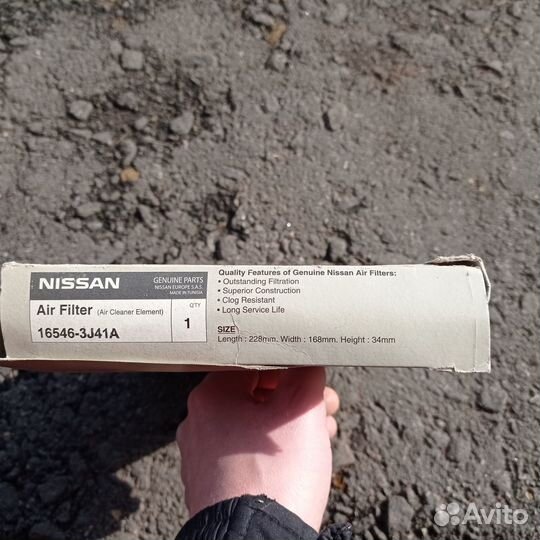 NISSAN
GENUINE PARTS
NISSAN EUROPE S.A.S.
MADE IN TUNISIA
Air Filter (Air Cleaner Element)
QTY
16546-3J41A
1
Quality Features of Genuine Nissan Air Filters:
• Outstanding Filtration
• Superior Construction
• Clog Resistant
• Long Service Life
SIZE
Length : 228mm. Width : 168mm. Height : 34mm
Avito